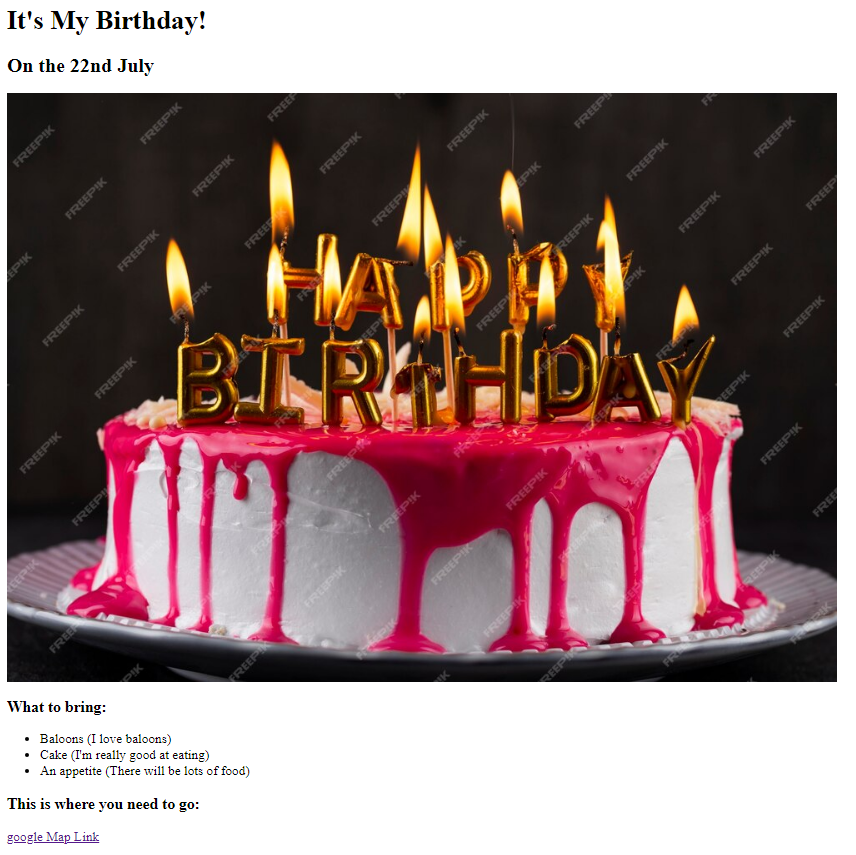 It's My Birthday!
On the 22nd July
HAPPY
BIRTHDAY
FREEPIK
What to bring:
Baloons (I love baloons)
Cake (I'm really good at eating)
An appetite (There will be lots of food)
This is where you need to go:
google Map Link